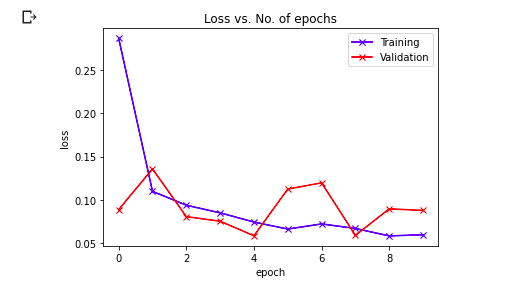 Loss vs. No. of epochs
Training
Validation
0.25
0.20
0.15
0.10
0.05
loss
0 2 4 6 8
epoch